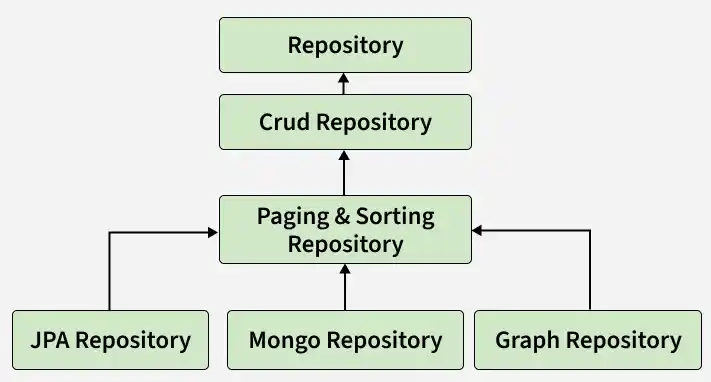 Repository
Crud Repository
Paging & Sorting
Repository
JPA Repository
Mongo Repository
Graph Repository